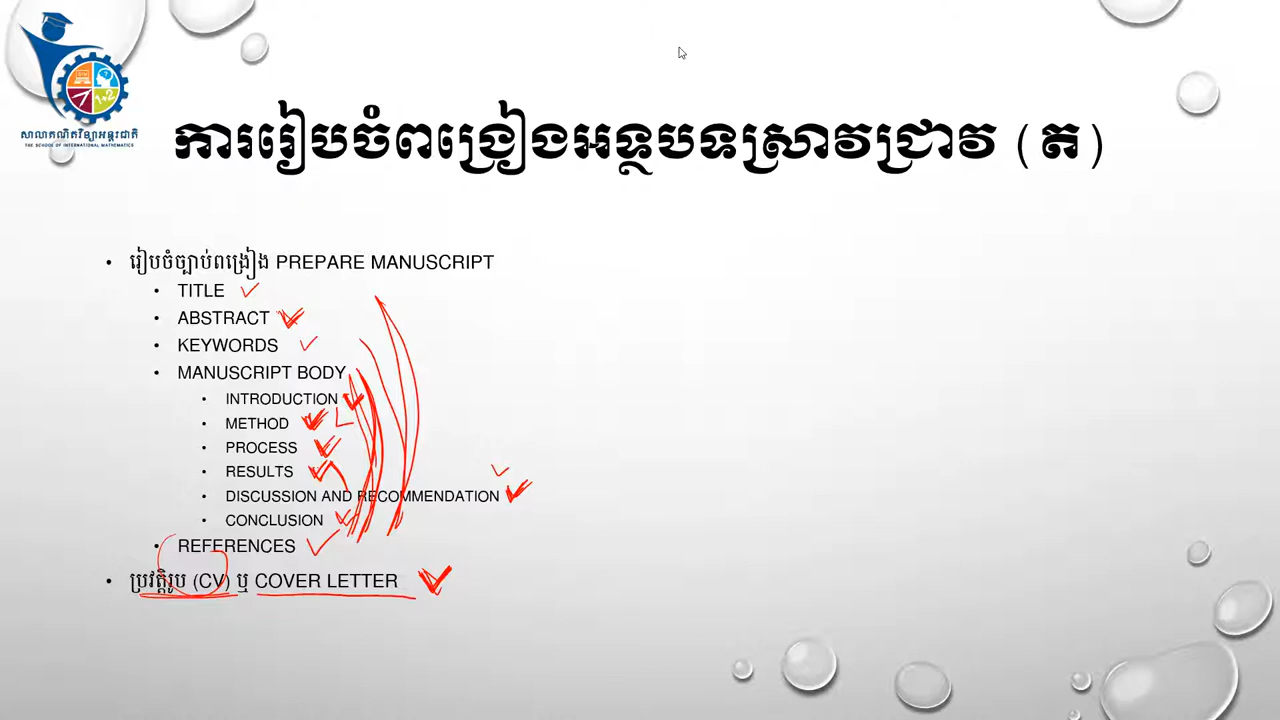 សាលាគណិតវិទ្យាអន្តរជាតិ
THE SCHOOL OF INTERNATIONAL MATHEMATICS
ការរៀបចំពង្រៀងអត្ថបទស្រាវជ្រាវ (ត)
• រៀបចំច្បាប់ពង្រៀង PREPARE MANUSCRIPT
• TITLE
• ABSTRACT
• KEYWORDS
• MANUSCRIPT BODY
• INTRODUCTION
• METHOD
• PROCESS
• RESULTS
• DISCUSSION AND RECOMMENDATION
• CONCLUSION
• REFERENCES
• ប្រវត្តិរូប (CV) ឬ COVER LETTER